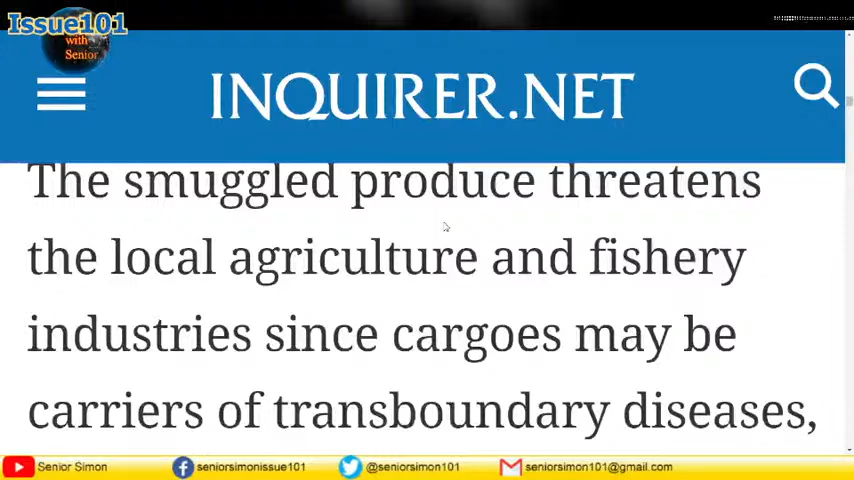 Issue101
with
Senior
INQUIRER.NET
The smuggled produce threatens
the local agriculture and fishery
industries since cargoes may be
carriers of transboundary diseases,
Senior Simon
seniorsimonissue101
@seniorsimon101
seniorsimon101@gmail.com